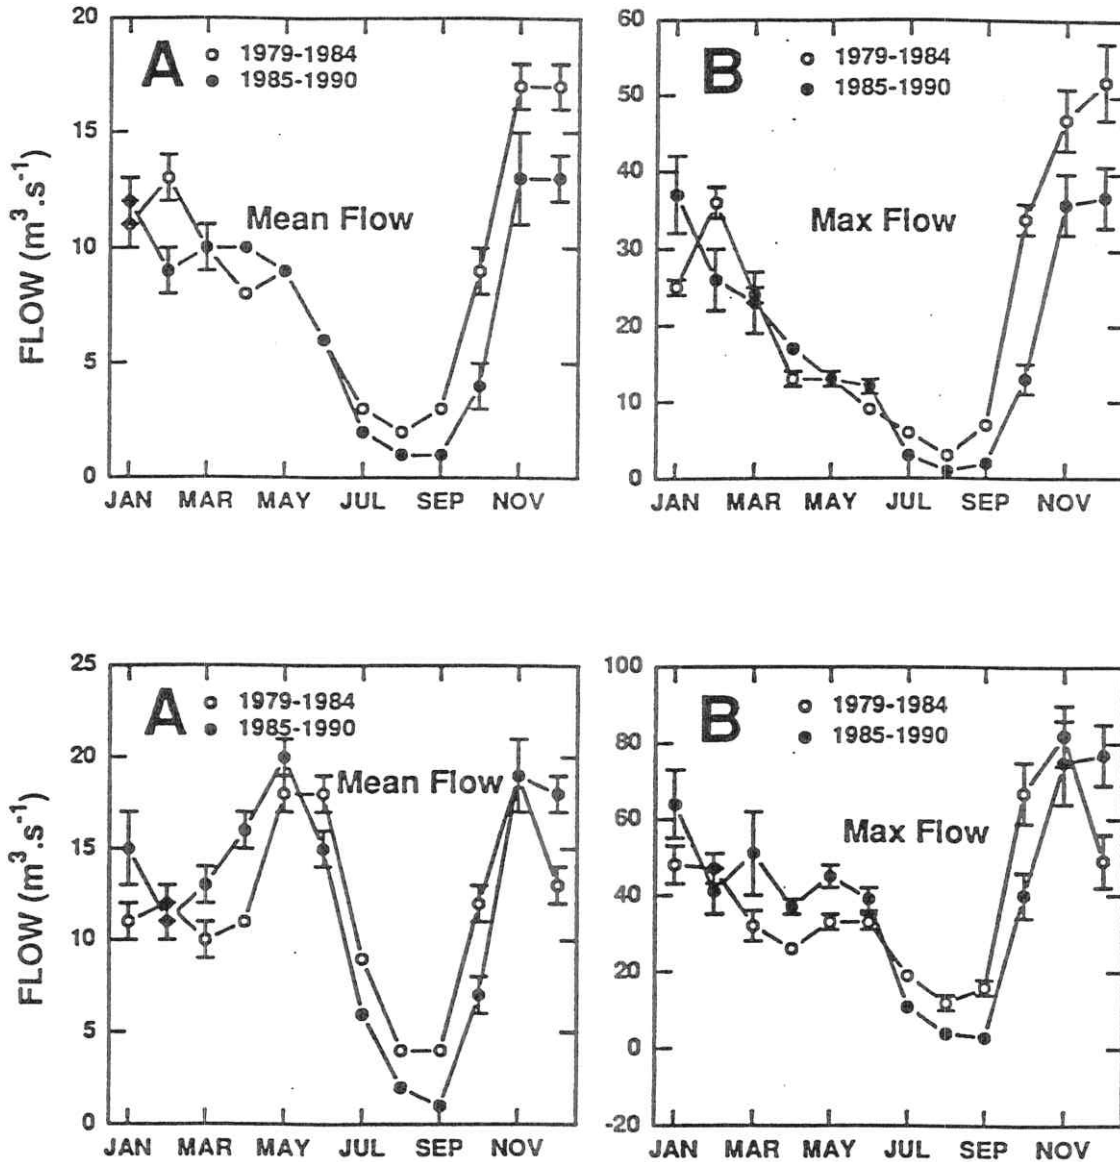 A
1979-1984
1985-1990
Mean Flow
FLOW (m³.s⁻¹)
20
15
10
5
0
JAN MAR MAY JUL SEP NOV
B
1979-1984
1985-1990
Max Flow
60
50
40
30
20
10
0
JAN MAR MAY JUL SEP NOV
A
1979-1984
1985-1990
Mean Flow
FLOW (m³.s⁻¹)
25
20
15
10
5
0
JAN MAR MAY JUL SEP NOV
B
1979-1984
1985-1990
Max Flow
100
80
60
40
20
0
-20
JAN MAR MAY JUL SEP NOV